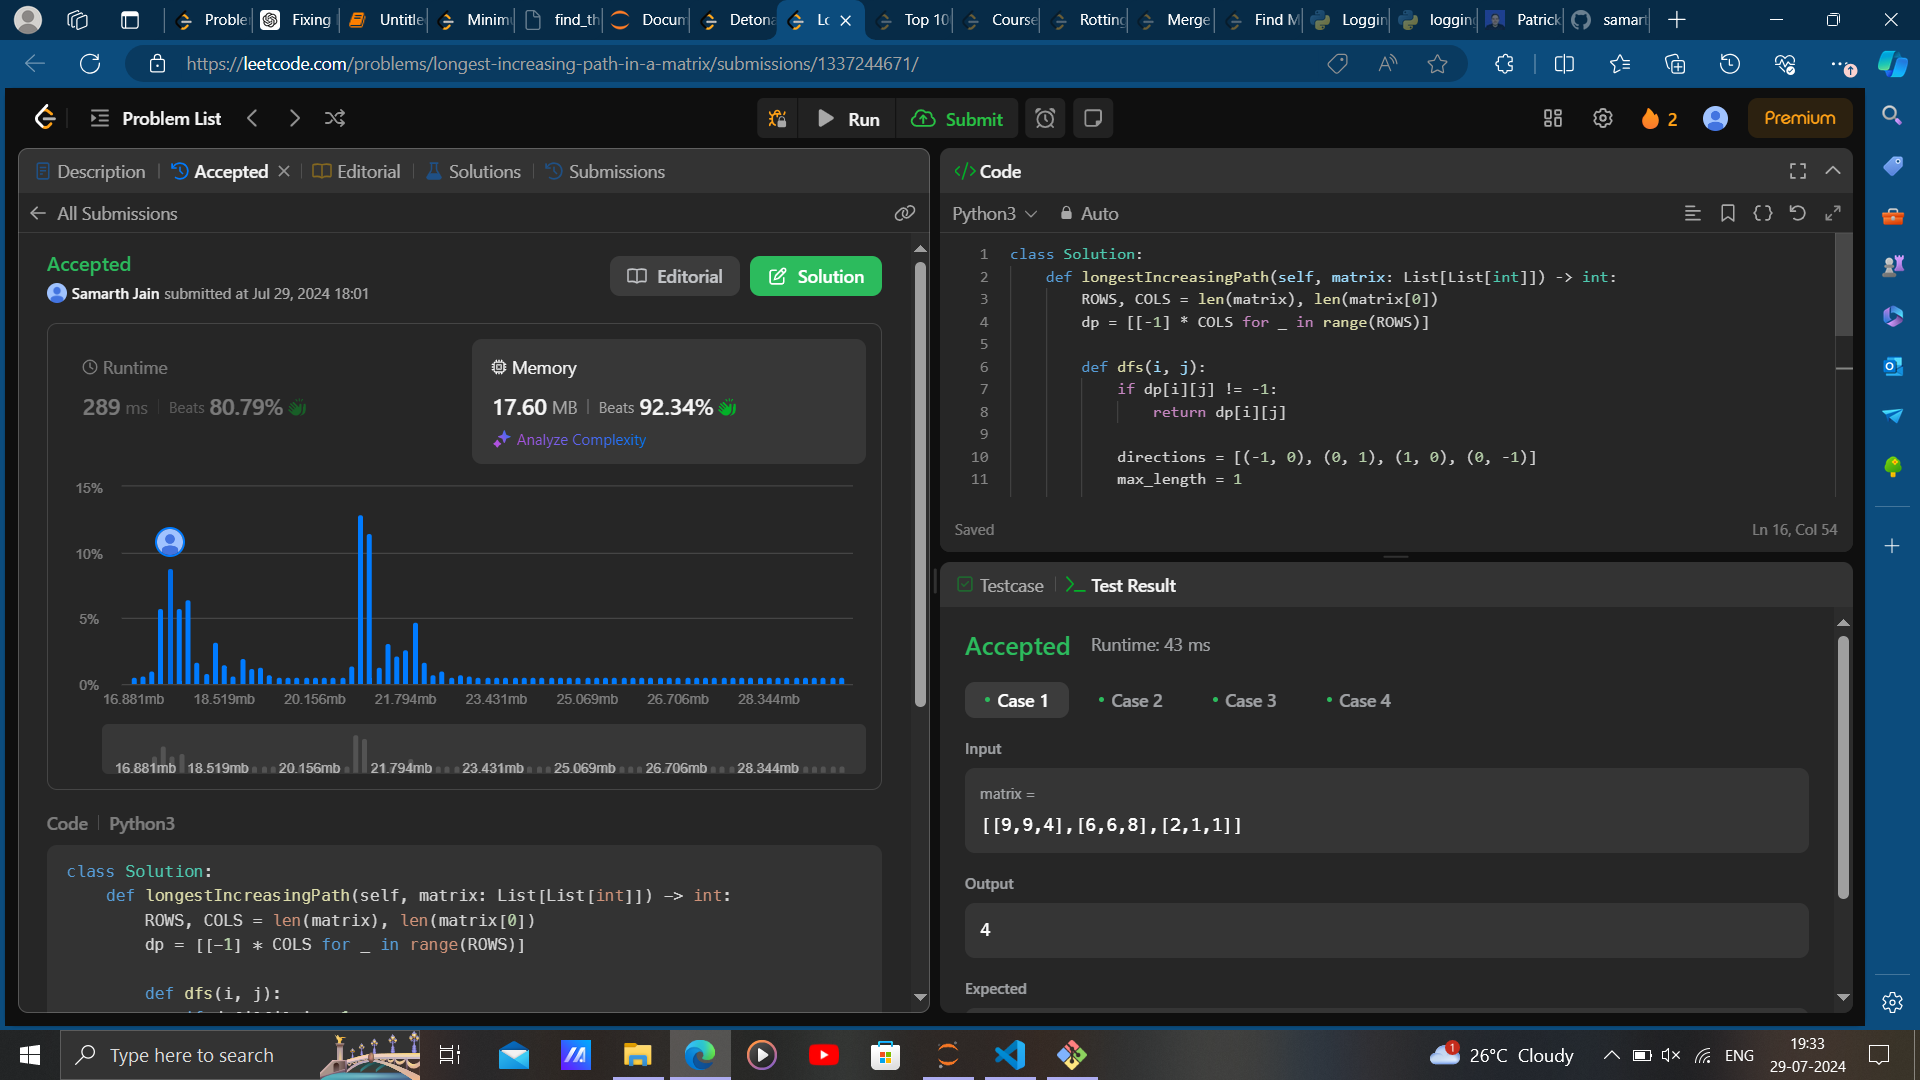 Proble
Fixing
Untitle
Minim
find_th
Docum
Detona
Lo
Top 10
Course
Rotting
Merge
Find M
Loggin
logging
Patrick
samart
https://leetcode.com/problems/longest-increasing-path-in-a-matrix/submissions/1337244671/
Problem List
Run
Submit
2
Premium
Description
Accepted
Editorial
Solutions
Submissions
All Submissions
Accepted
Samarth Jain submitted at Jul 29, 2024 18:01
Editorial
Solution
Runtime
289 ms
Beats 80.79%
Memory
17.60 MB
Beats 92.34%
Analyze Complexity
15%
10%
5%
0%
16.881mb 18.519mb 20.156mb 21.794mb 23.431mb 25.069mb 26.706mb 28.344mb
16.881mb 18.519mb 20.156mb 21.794mb 23.431mb 25.069mb 26.706mb 28.344mb
Code | Python3
class Solution:
    def longestIncreasingPath(self, matrix: List[List[int]]) -> int:
        ROWS, COLS = len(matrix), len(matrix[0])
        dp = [[-1] * COLS for _ in range(ROWS)]
        def dfs(i, j):
</> Code
Python3
Auto
1 class Solution:
2     def longestIncreasingPath(self, matrix: List[List[int]]) -> int:
3         ROWS, COLS = len(matrix), len(matrix[0])
4         dp = [[-1] * COLS for _ in range(ROWS)]
5
6         def dfs(i, j):
7             if dp[i][j] != -1:
8                 return dp[i][j]
9
10             directions = [(-1, 0), (0, 1), (1, 0), (0, -1)]
11             max_length = 1
Saved
Ln 16, Col 54
Testcase
Test Result
Accepted
Runtime: 43 ms
Case 1
Case 2
Case 3
Case 4
Input
matrix =
[[9,9,4],[6,6,8],[2,1,1]]
Output
4
Expected
Type here to search
1
26°C Cloudy
ENG
19:33
29-07-2024